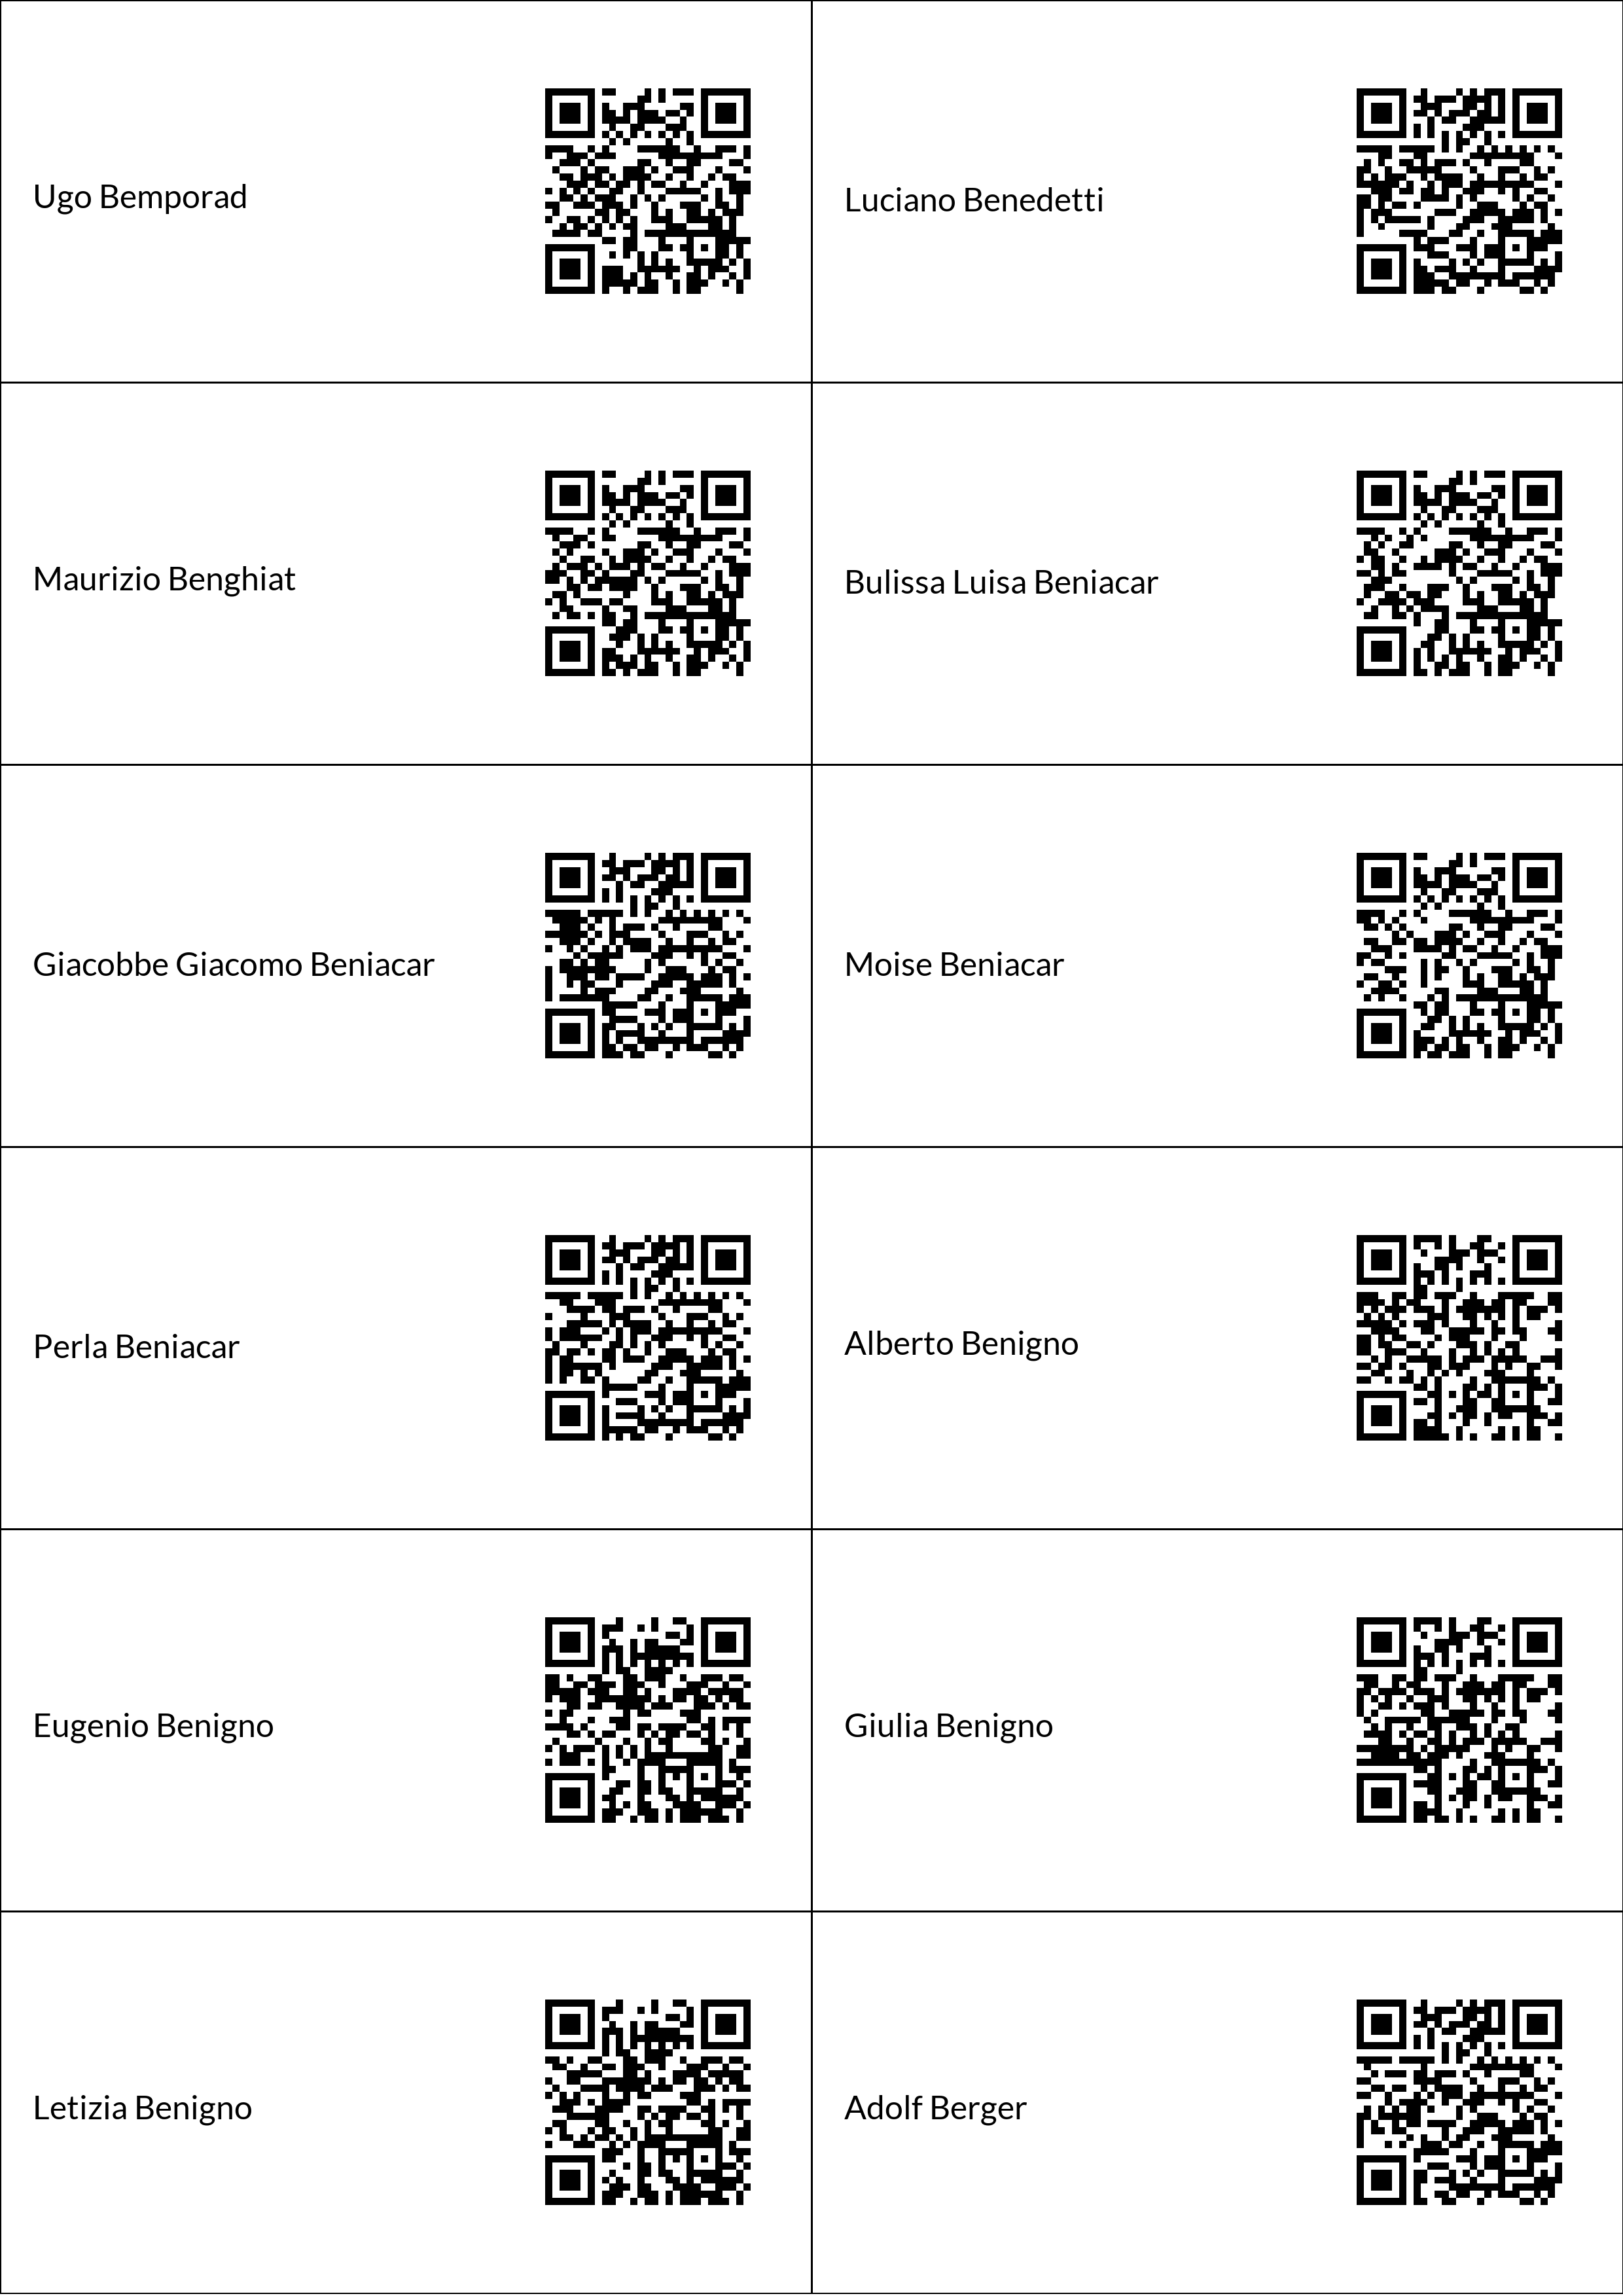 Ugo Bemporad
Luciano Benedetti
Maurizio Benghiat
Bulissa Luisa Beniacar
Giacobbe Giacomo Beniacar
Moise Beniacar
Perla Beniacar
Alberto Benigno
Eugenio Benigno
Giulia Benigno
Letizia Benigno
Adolf Berger